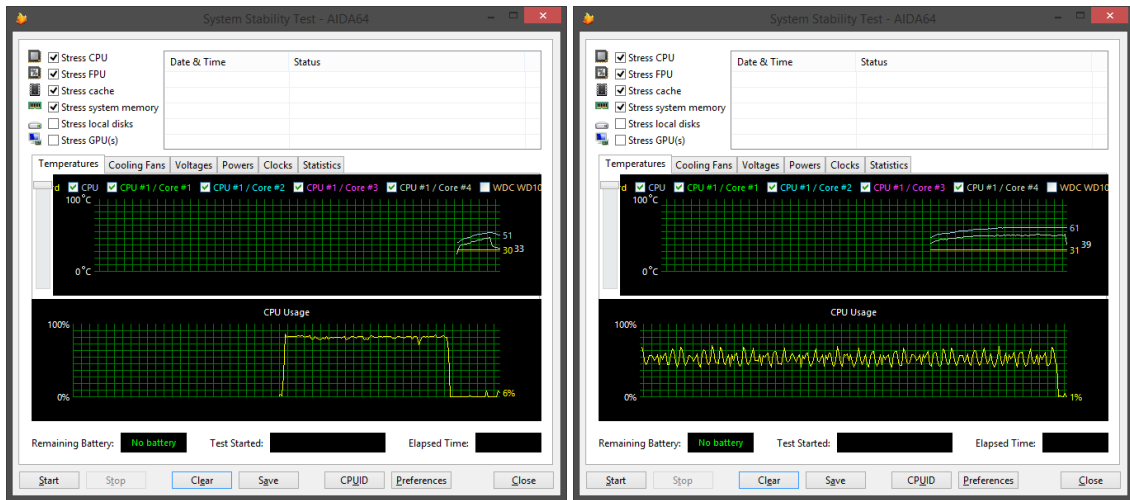 System Stability Test - AIDA64
Stress CPU
Stress FPU
Stress cache
Stress system memory
Stress local disks
Stress GPU(s)
Date & Time Status
Temperatures Cooling Fans Voltages Powers Clocks Statistics
rd CPU CPU #1 / Core #1 CPU #1 / Core #2 CPU #1 / Core #3 CPU #1 / Core #4 WDC WD10
100°C
51
30 33
0°C
CPU Usage
100%
0% 6%
Remaining Battery: No battery Test Started: Elapsed Time:
Start Stop Clear Save CPUID Preferences Close
System Stability Test - AIDA64
Stress CPU
Stress FPU
Stress cache
Stress system memory
Stress local disks
Stress GPU(s)
Date & Time Status
Temperatures Cooling Fans Voltages Powers Clocks Statistics
CPU CPU #1 / Core #1 CPU #1 / Core #2 CPU #1 / Core #3 CPU #1 / Core #4 WDC WD10
100°C
61
31 39
0°C
CPU Usage
100%
0% 1%
Remaining Battery: No battery Test Started: Elapsed Time:
Start Stop Clear Save CPUID Preferences Close